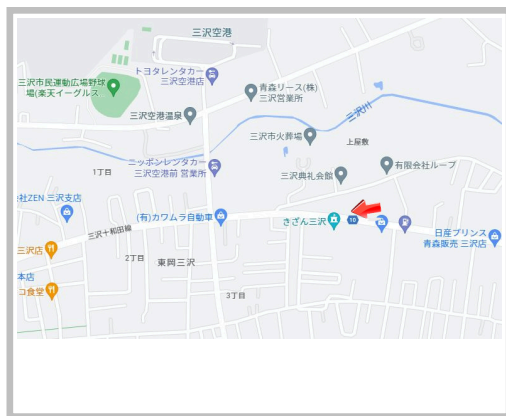 三沢空港
トヨタレンタカー
三沢空港店
三沢市民運動広場野球
場(楽天イーグルス
青森リース(株)
三沢営業所
三沢空港温泉
三沢川
三沢市火葬場
上屋敷
1丁目
ニッポンレンタカー
三沢空港前 営業所
三沢典礼会館
有限会社ループ
社ZEN 三沢支店
(有)カワムラ自動車
きざん三沢
10
三沢十和田線
日産プリンス
青森販売 三沢店
三沢店
2丁目
東岡三沢
本店
コ食堂
3丁目